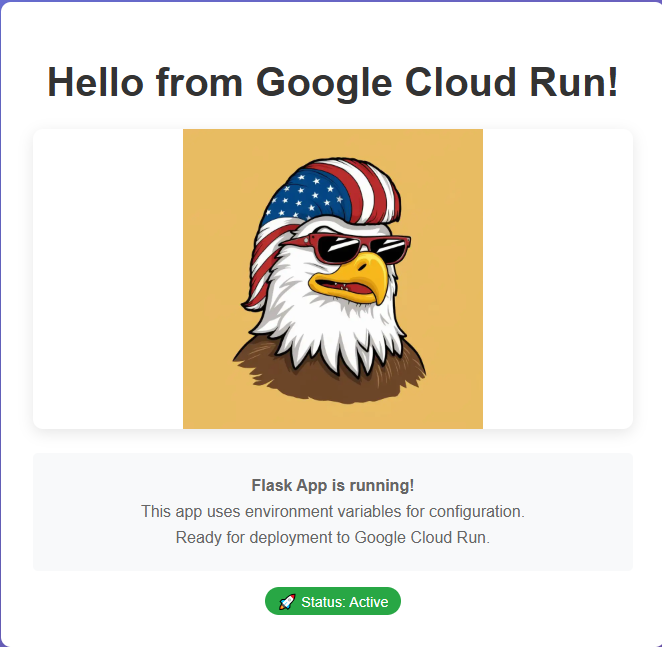 Hello from Google Cloud Run!
Flask App is running!
This app uses environment variables for configuration.
Ready for deployment to Google Cloud Run.
🚀 Status: Active